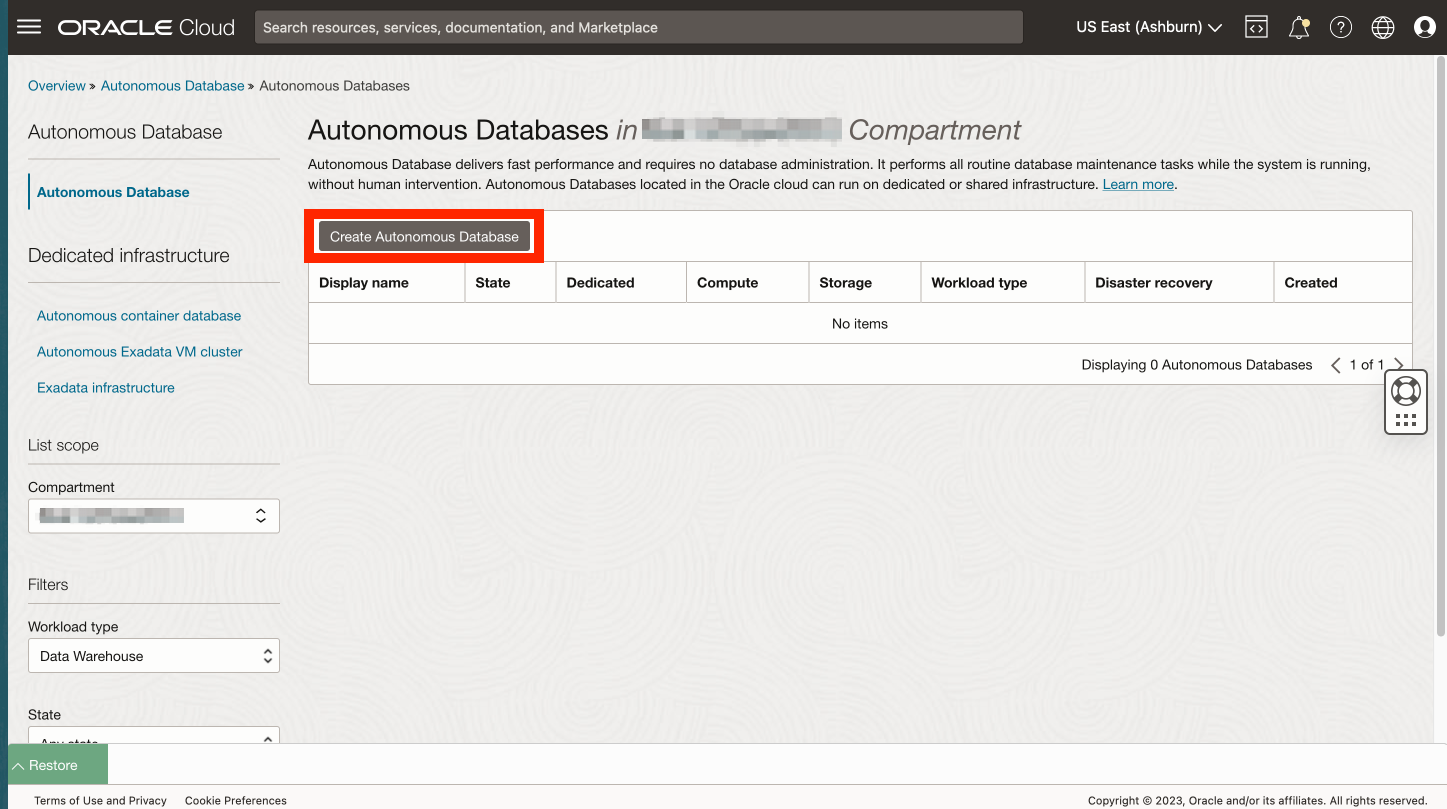 ORACLE Cloud
Search resources, services, documentation, and Marketplace
US East (Ashburn)
Overview » Autonomous Database » Autonomous Databases
Autonomous Database
Autonomous Database
Dedicated infrastructure
Autonomous container database
Autonomous Exadata VM cluster
Exadata infrastructure
List scope
Compartment
Filters
Workload type
Data Warehouse
State
Any state
Restore
Autonomous Databases in Compartment
Autonomous Database delivers fast performance and requires no database administration. It performs all routine database maintenance tasks while the system is running,
without human intervention. Autonomous Databases located in the Oracle cloud can run on dedicated or shared infrastructure. Learn more.
Create Autonomous Database
Display name State Dedicated Compute Storage Workload type Disaster recovery Created
No items
Displaying 0 Autonomous Databases 1 of 1
Terms of Use and Privacy Cookie Preferences
Copyright © 2023, Oracle and/or its affiliates. All rights reserved.